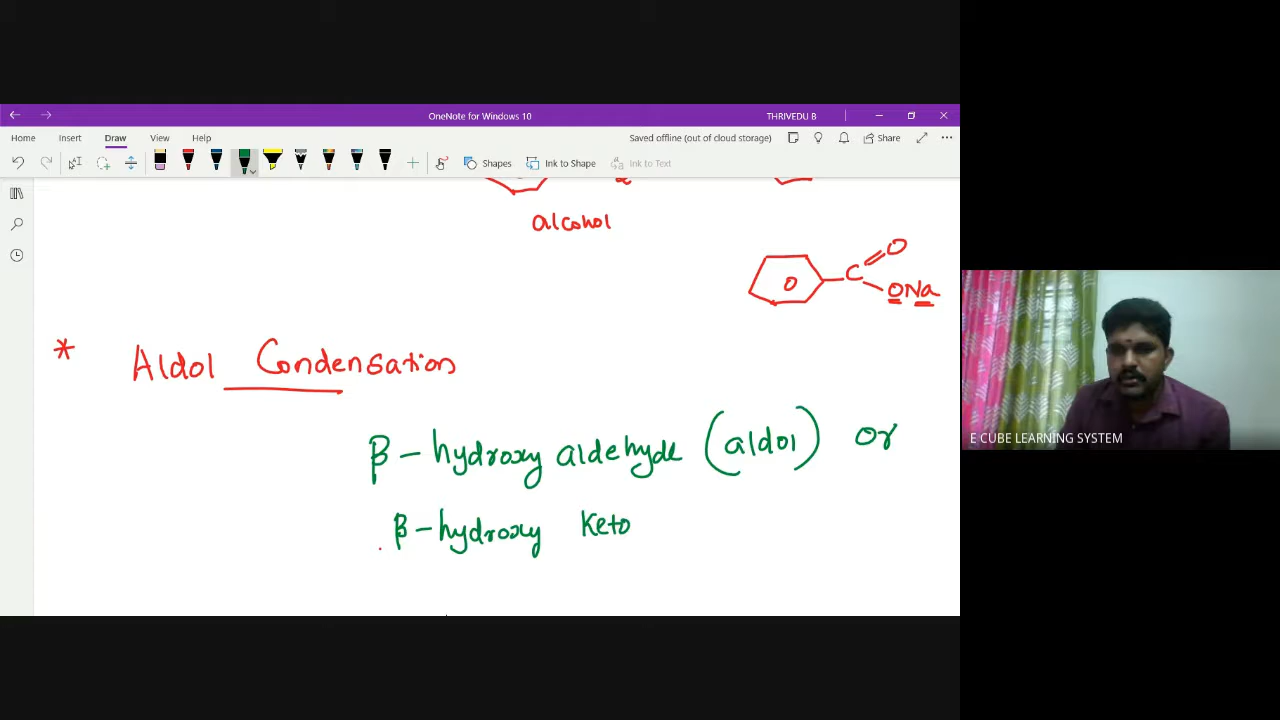 OneNote for Windows 10
THRIVEDU B
Home Insert Draw View Help
Saved offline (out of cloud storage)
Share
Shapes
Ink to Shape
Ink to Text
alcohol
C
O
O
ONa
* Aldol Condensation
β-hydroxy aldehyde (aldol) or
β-hydroxy Keto
E CUBE LEARNING SYSTEM